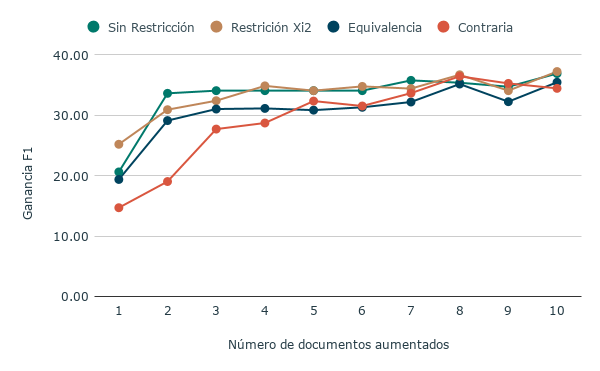 Sin Restricción Restrición Xi2 Equivalencia Contraria
40.00
30.00
20.00
10.00
0.00
Ganancia F1
1 2 3 4 5 6 7 8 9 10
Número de documentos aumentados